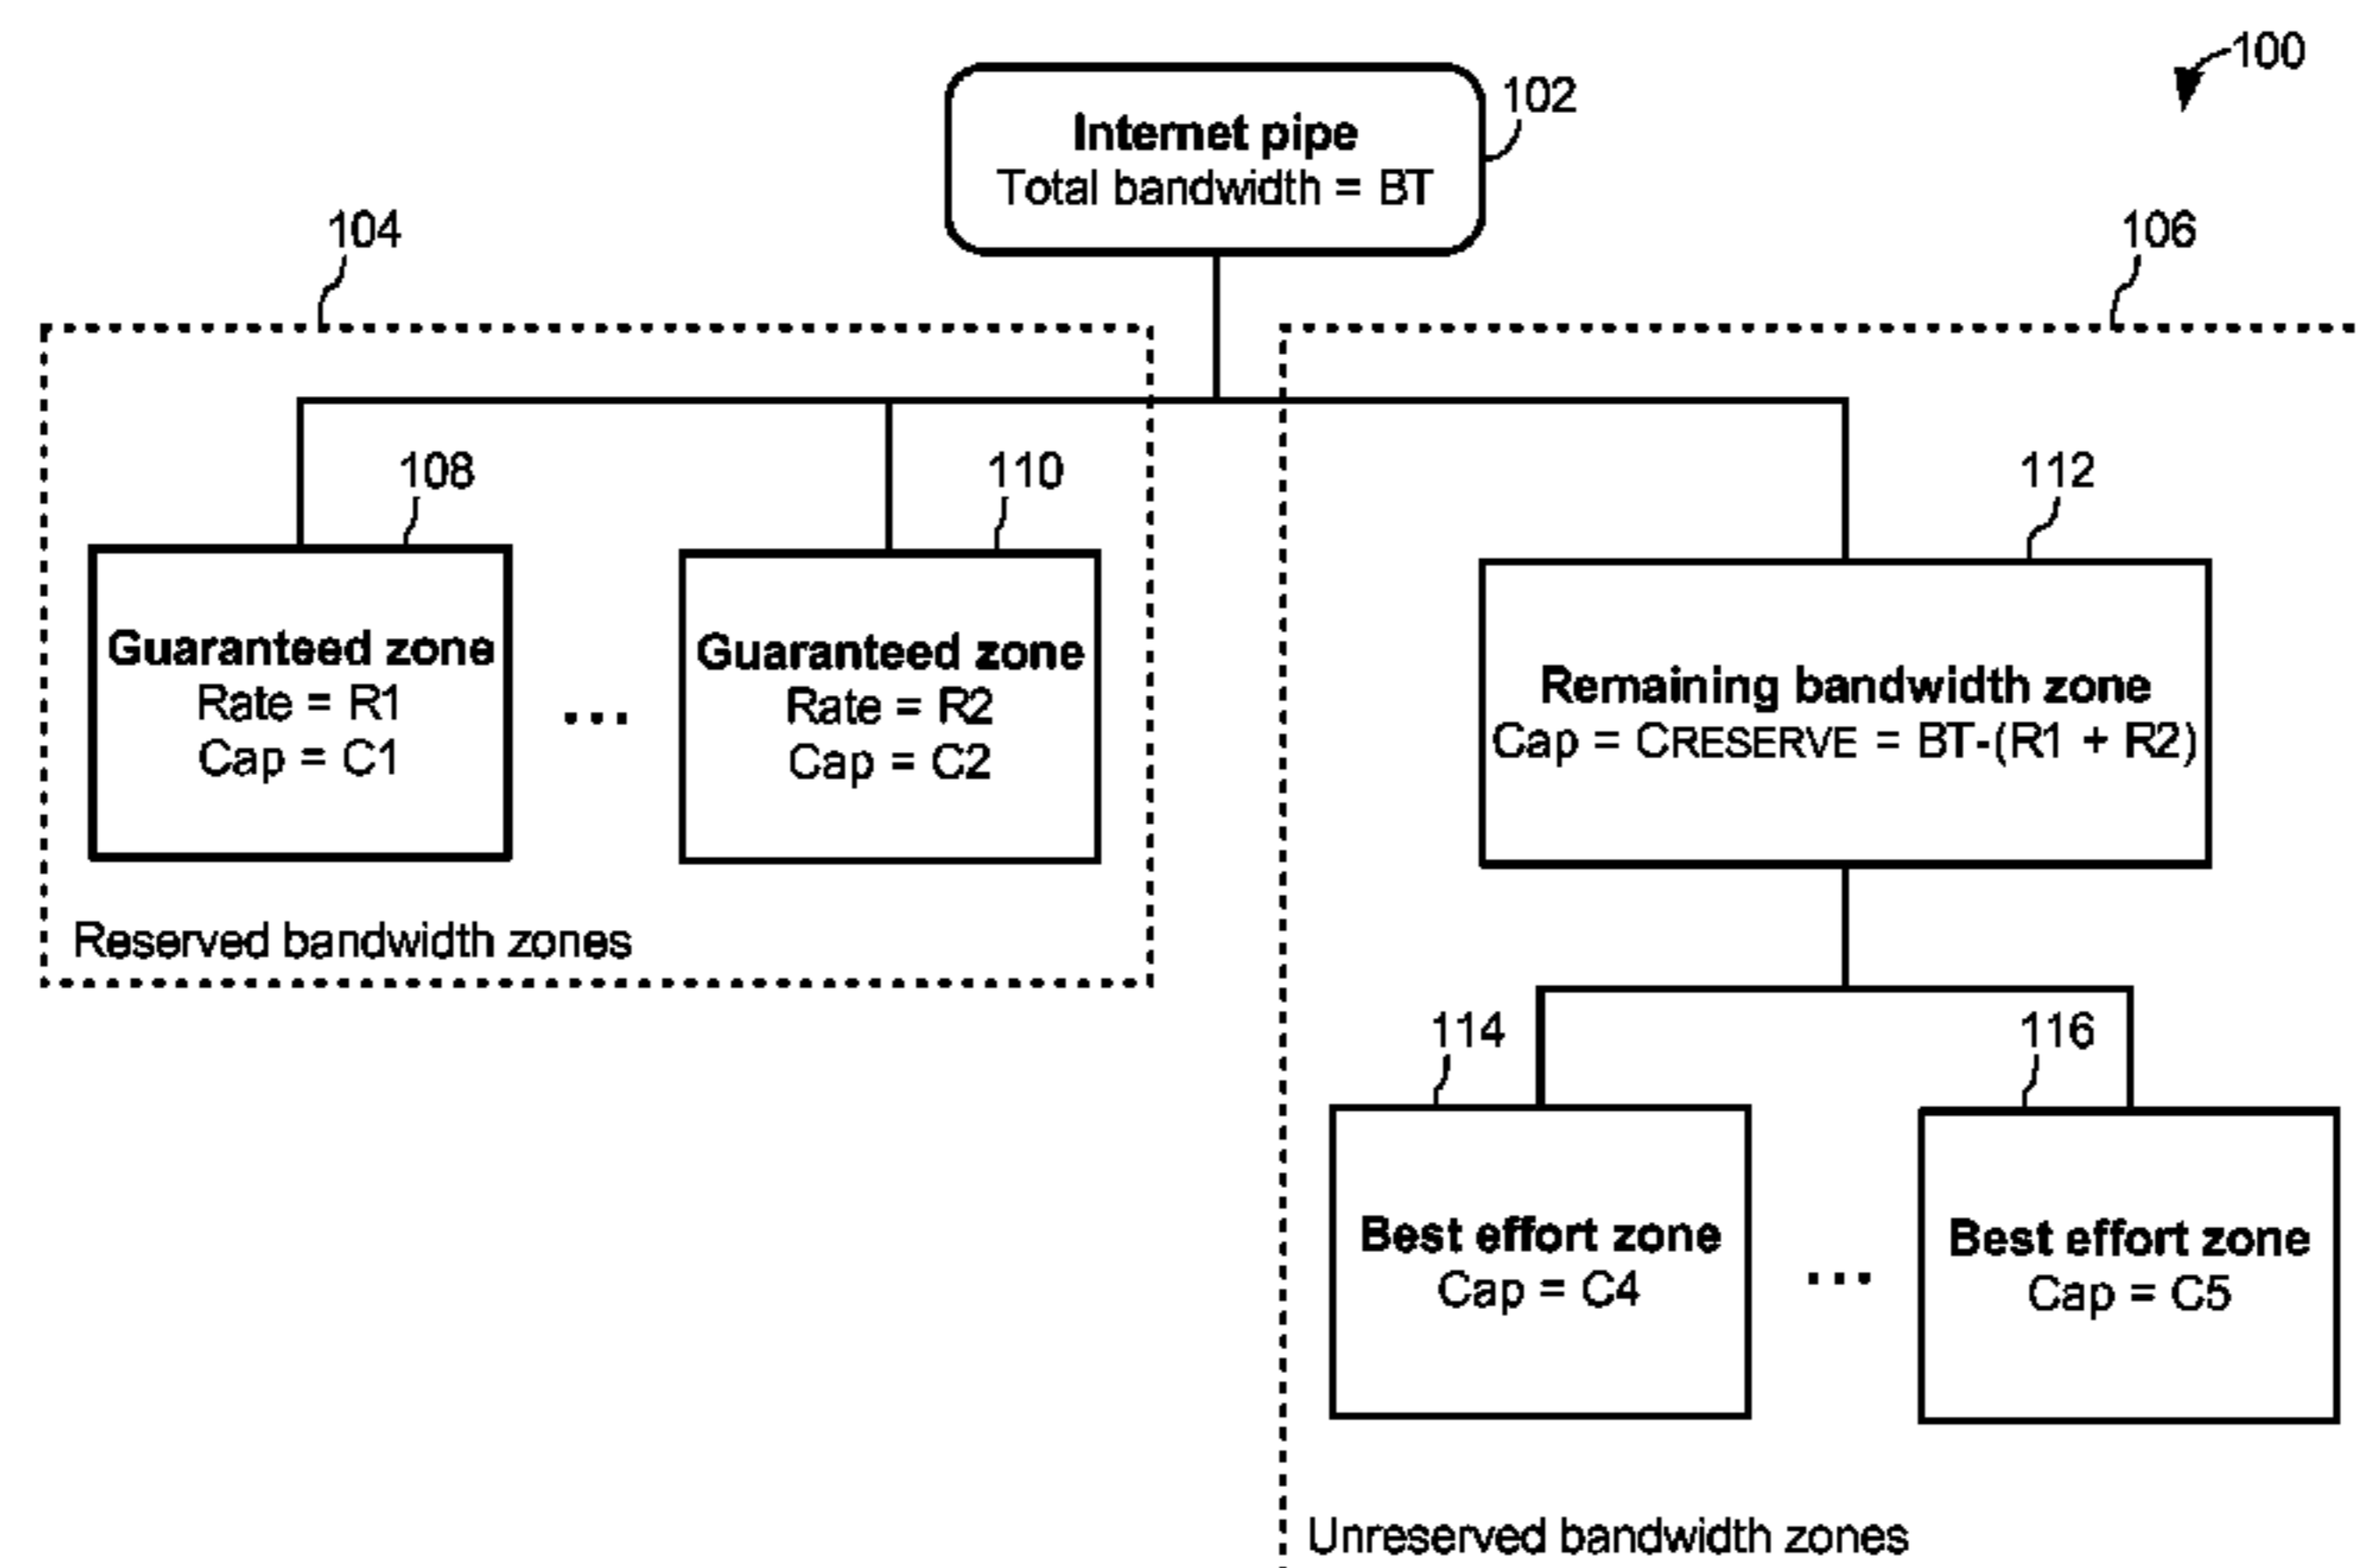 100
102
Internet pipe
Total bandwidth = BT
104
106
108
110
112
Guaranteed zone
Rate = R1
Cap = C1
...
Guaranteed zone
Rate = R2
Cap = C2
Remaining bandwidth zone
Cap = CRESERVE = BT-(R1 + R2)
Reserved bandwidth zones
114
116
Best effort zone
Cap = C4
...
Best effort zone
Cap = C5
Unreserved bandwidth zones